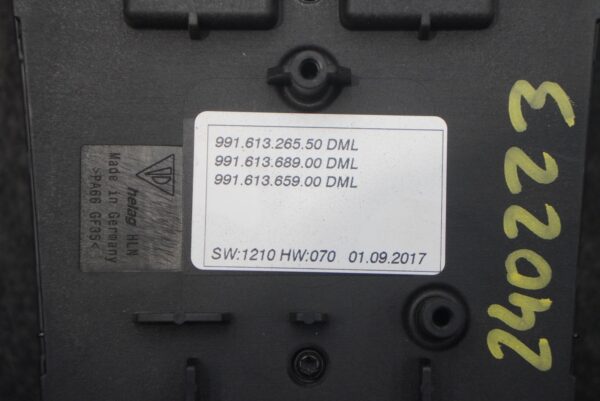 991.613.265.50 DML
991.613.689.00 DML
991.613.659.00 DML
SW:1210 HW:070 01.09.2017
helag HLN
Made in Germany
>PA66 GF35<
E22042